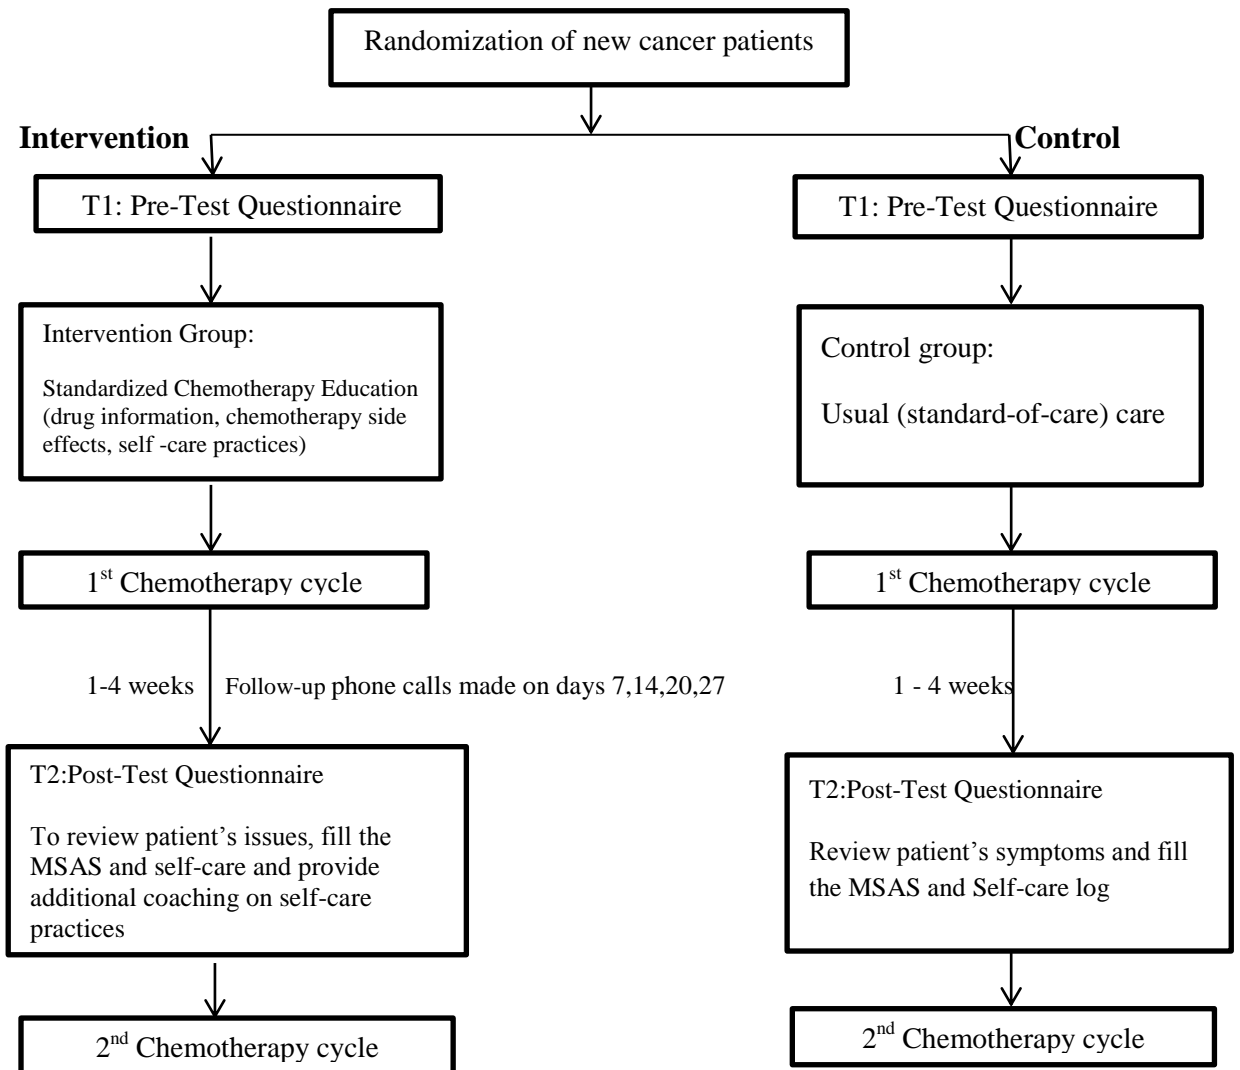 Randomization of new cancer patients
Intervention
Control
T1: Pre-Test Questionnaire
T1: Pre-Test Questionnaire
Intervention Group:
Standardized Chemotherapy Education
(drug information, chemotherapy side
effects, self -care practices)
Control group:
Usual (standard-of-care) care
1st Chemotherapy cycle
1st Chemotherapy cycle
1-4 weeks
Follow-up phone calls made on days 7,14,20,27
1 - 4 weeks
T2:Post-Test Questionnaire
To review patient’s issues, fill the
MSAS and self-care and provide
additional coaching on self-care
practices
T2:Post-Test Questionnaire
Review patient’s symptoms and fill
the MSAS and Self-care log
2nd Chemotherapy cycle
2nd Chemotherapy cycle